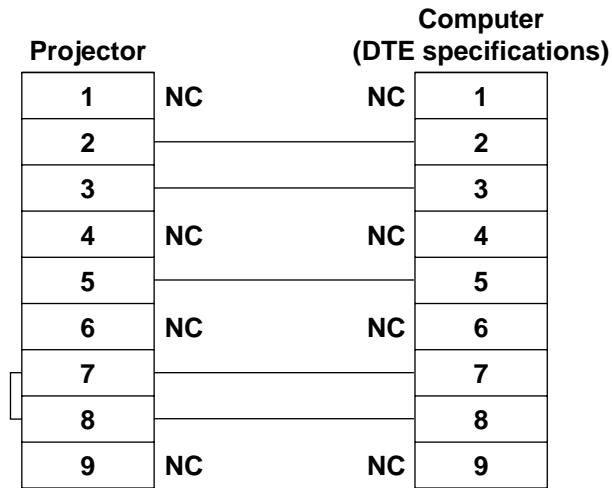 Computer
Projector (DTE specifications)
1 NC NC 1
2 2
3 3
4 NC NC 4
5 5
6 NC NC 6
7 7
8 8
9 NC NC 9